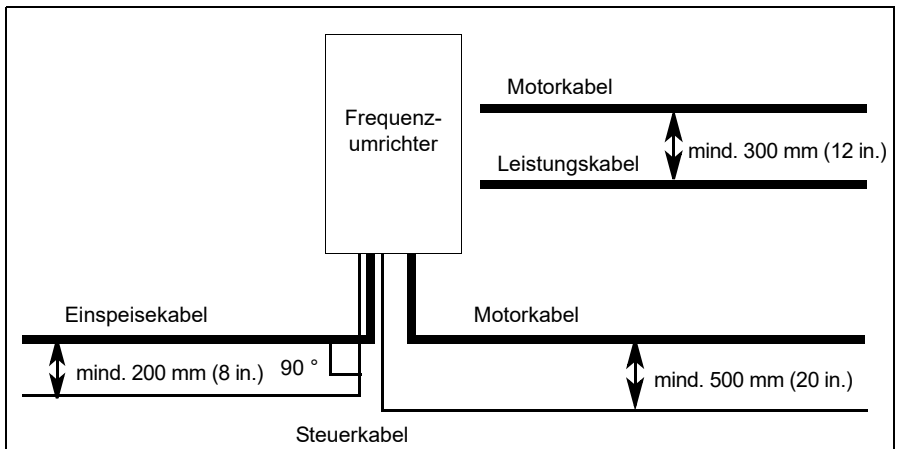 Motorkabel
Frequenz-
umrichter
mind. 300 mm (12 in.)
Leistungskabel
Einspeisekabel
Motorkabel
mind. 200 mm (8 in.)
90 °
mind. 500 mm (20 in.)
Steuerkabel